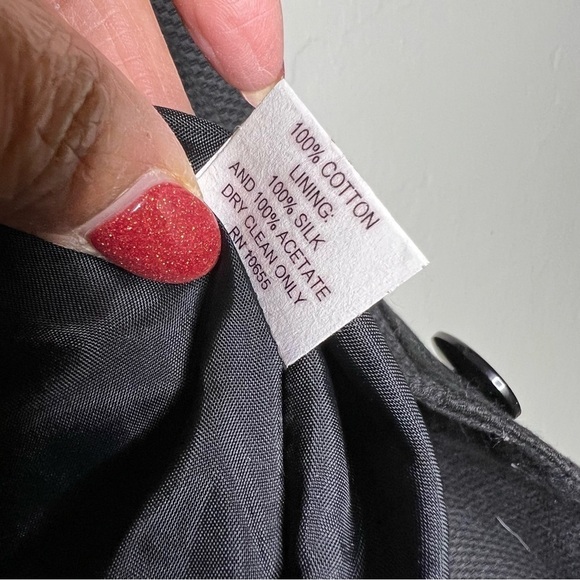 100% COTTON
LINING:
100% SILK
AND 100% ACETATE
DRY CLEAN ONLY
RN 10655